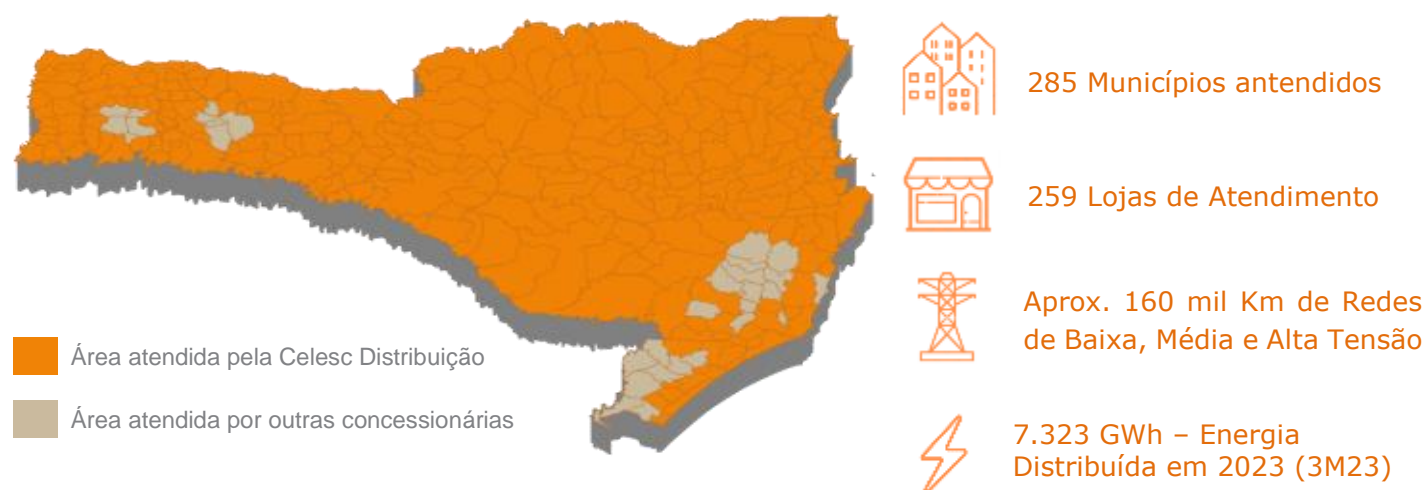 285 Municípios antendidos
259 Lojas de Atendimento
Aprox. 160 mil Km de Redes
de Baixa, Média e Alta Tensão
7.323 GWh – Energia
Distribuída em 2023 (3M23)
Área atendida pela Celesc Distribuição
Área atendida por outras concessionárias